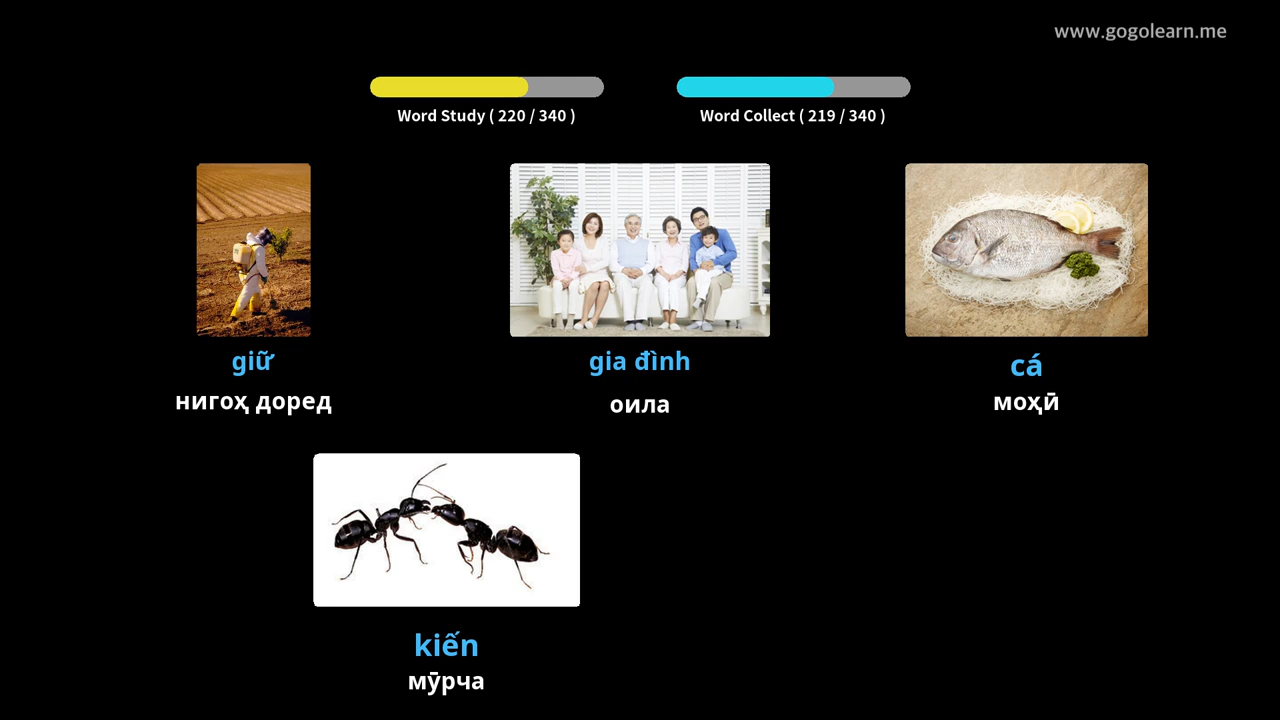 www.gogolearn.me
Word Study ( 220 / 340 )
Word Collect ( 219 / 340 )
giữ
нигоҳ доред
gia đình
оила
cá
моҳӣ
kiến
мӯрча